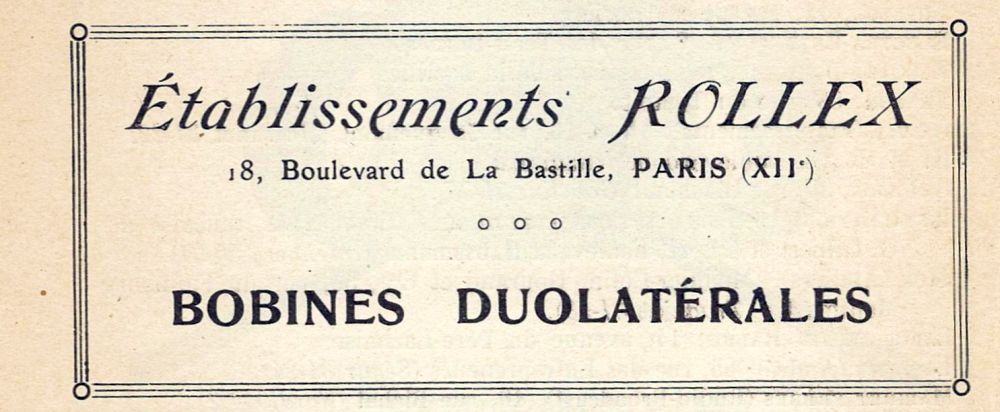 Établissements ROLLEX
18, Boulevard de La Bastille, PARIS (XIIᵉ)
BOBINES DUOLATÉRALES